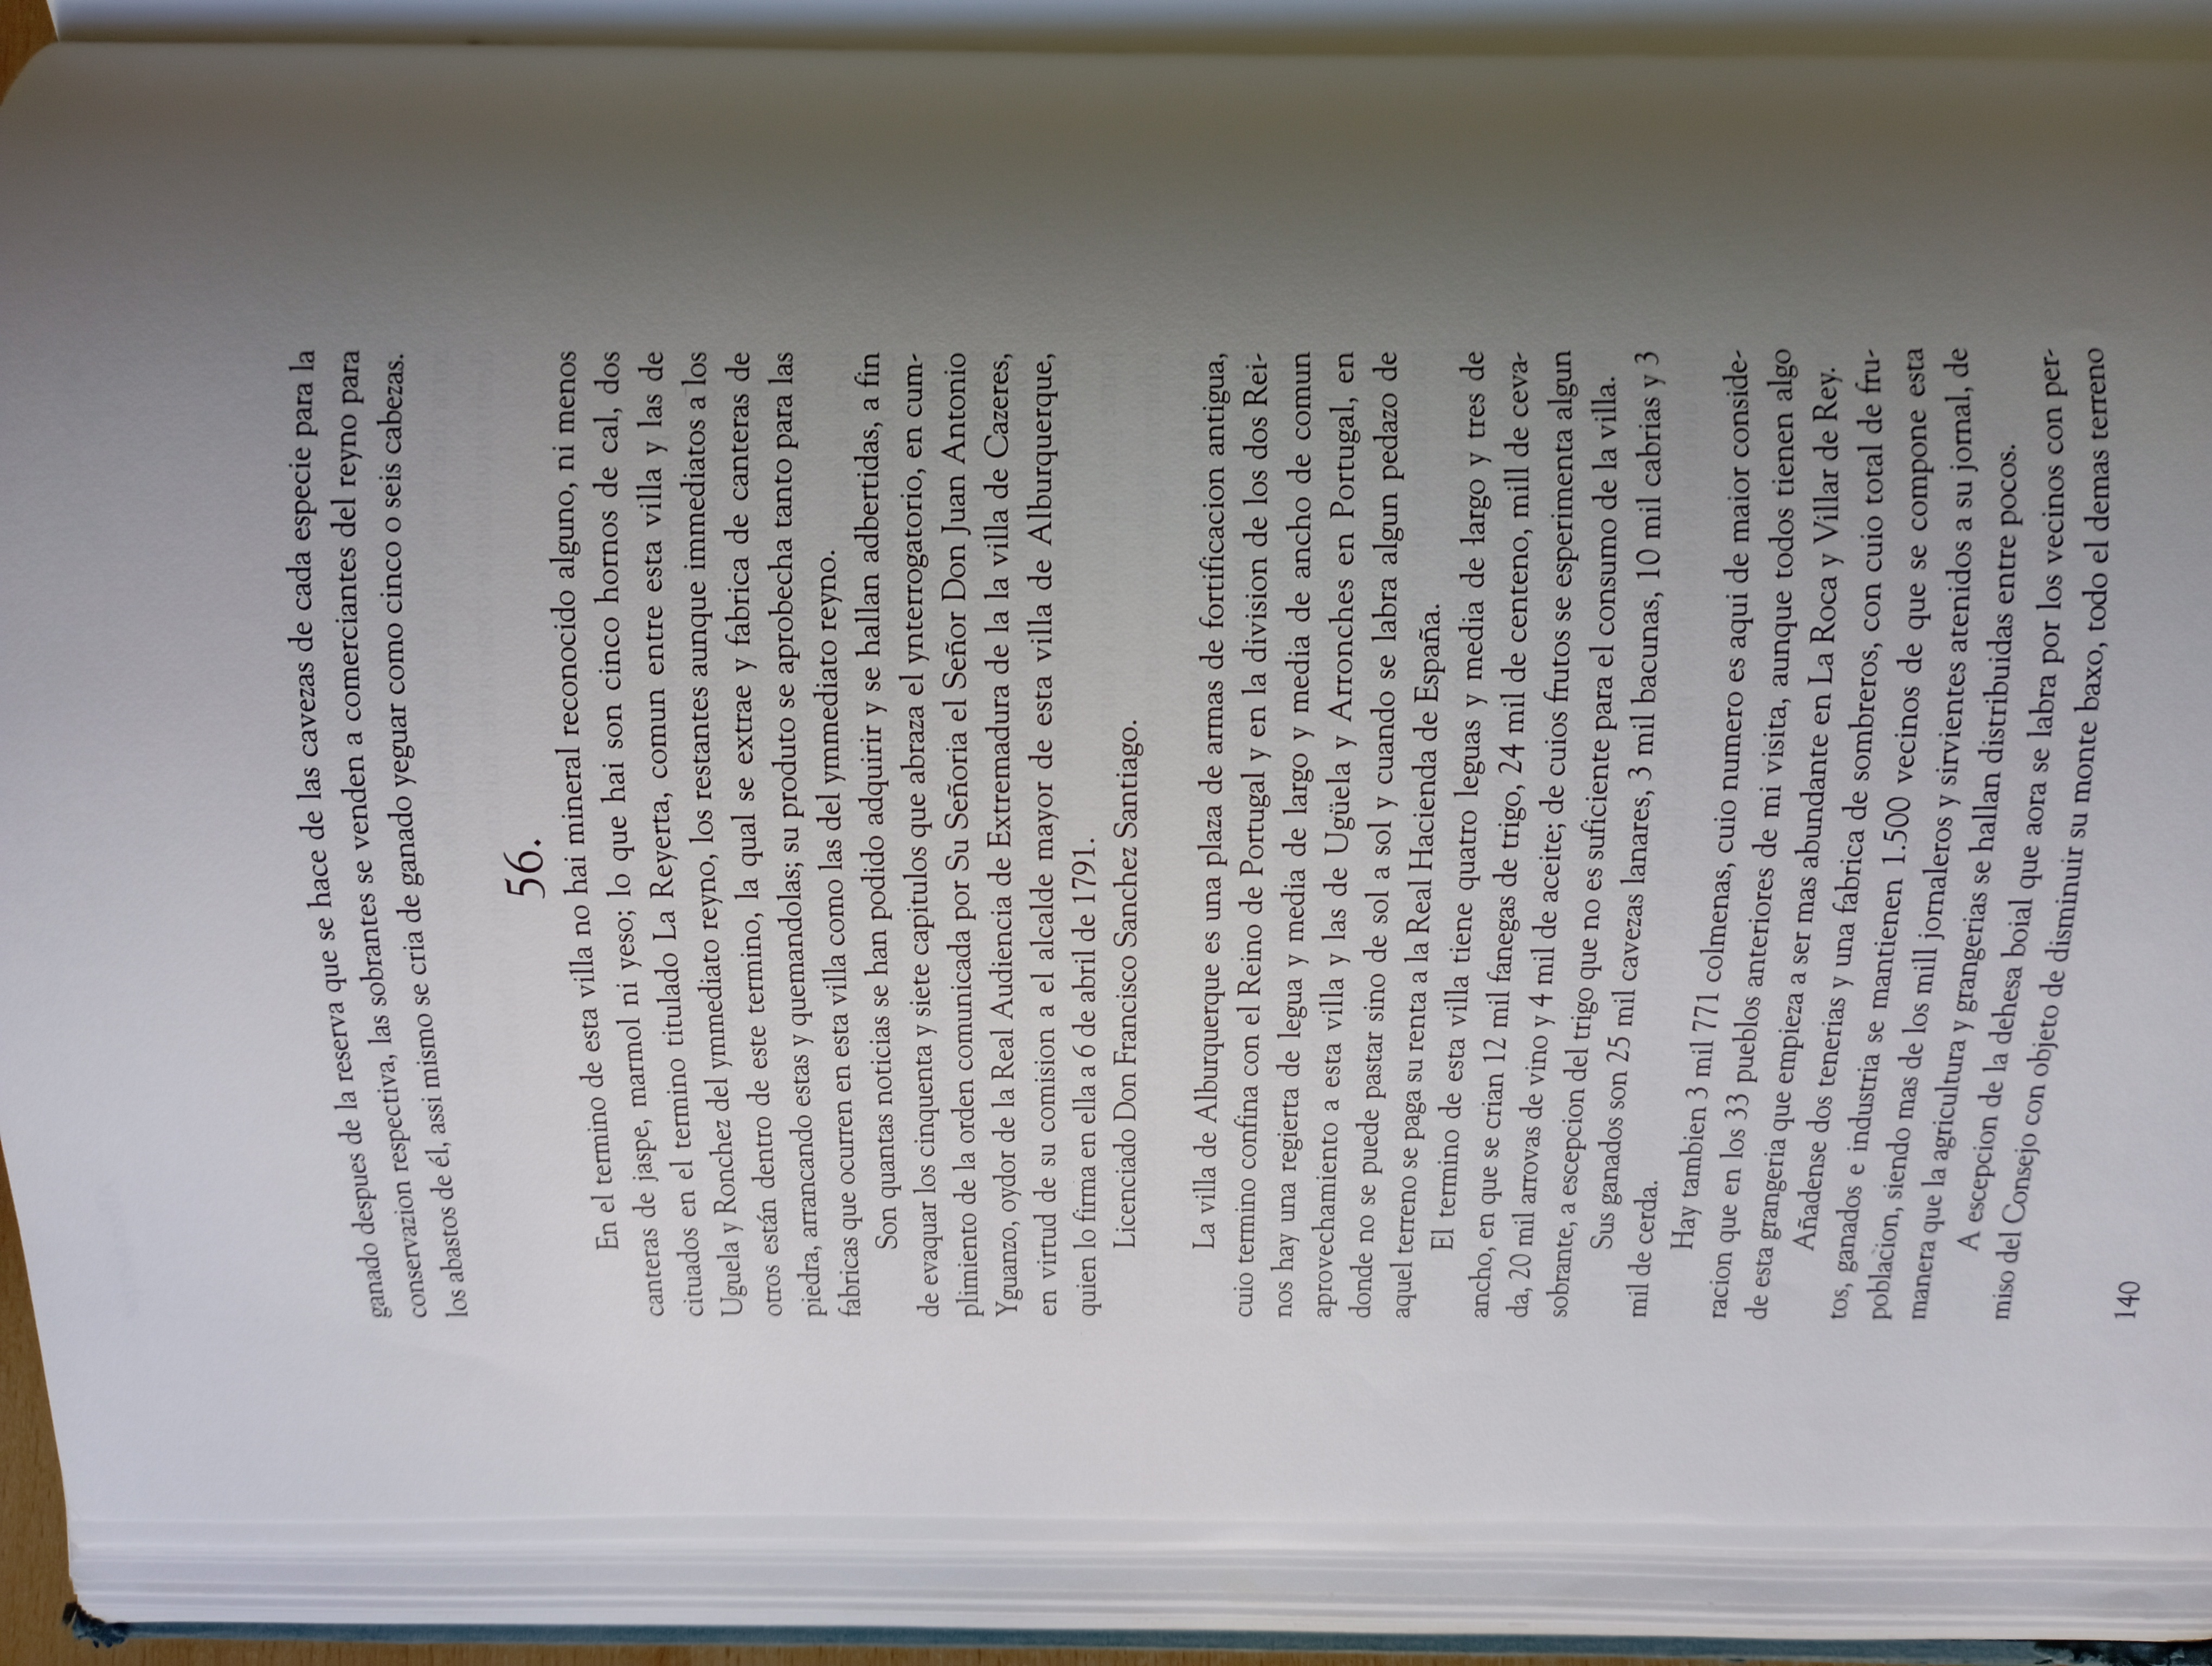 ganado despues de la reserva que se hace de las cavezas de cada especie para la
conservazion respectiva, las sobrantes se venden a comerciantes del reyno para
los abastos de él, assi mismo se cria de ganado yeguar como cinco o seis cabezas.
56.
En el termino de esta villa no hai mineral reconocido alguno, ni menos
canteras de jaspe, marmol ni yeso; lo que hai son cinco hornos de cal, dos
cituados en el termino titulado La Reyerta, comun entre esta villa y las de
Uguela y Ronchez del ymmediato reyno, los restantes aunque immediatos a los
otros están dentro de este termino, la qual se extrae y fabrica de canteras de
piedra, arrancando estas y quemandolas; su produto se aprobecha tanto para las
fabricas que ocurren en esta villa como las del ymmediato reyno.
Son quantas noticias se han podido adquirir y se hallan adbertidas, a fin
de evaquar los cinquenta y siete capitulos que abraza el ynterrogatorio, en cum-
plimiento de la orden comunicada por Su Señoria el Señor Don Juan Antonio
Yguanzo, oydor de la Real Audiencia de Extremadura de la la villa de Cazeres,
en virtud de su comision a el alcalde mayor de esta villa de Alburquerque,
quien lo firma en ella a 6 de abril de 1791.
Licenciado Don Francisco Sanchez Santiago.
La villa de Alburquerque es una plaza de armas de fortificacion antigua,
cuio termino confina con el Reino de Portugal y en la division de los dos Rei-
nos hay una regierta de legua y media de largo y media de ancho de comun
aprovechamiento a esta villa y las de Ugüela y Arronches en Portugal, en
donde no se puede pastar sino de sol a sol y cuando se labra algun pedazo de
aquel terreno se paga su renta a la Real Hacienda de España.
El termino de esta villa tiene quatro leguas y media de largo y tres de
ancho, en que se crian 12 mil fanegas de trigo, 24 mil de centeno, mill de ceva-
da, 20 mil arrovas de vino y 4 mil de aceite; de cuios frutos se esperimenta algun
sobrante, a escepcion del trigo que no es suficiente para el consumo de la villa.
Sus ganados son 25 mil cavezas lanares, 3 mil bacunas, 10 mil cabrias y 3
mil de cerda.
Hay tambien 3 mil 771 colmenas, cuio numero es aqui de maior conside-
racion que en los 33 pueblos anteriores de mi visita, aunque todos tienen algo
de esta grangeria que empieza a ser mas abundante en La Roca y Villar de Rey.
Añadense dos tenerias y una fabrica de sombreros, con cuio total de fru-
tos, ganados e industria se mantienen 1.500 vecinos de que se compone esta
poblacion, siendo mas de los mill jornaleros y sirvientes atenidos a su jornal, de
manera que la agricultura y grangerias se hallan distribuidas entre pocos.
A escepcion de la dehesa boial que aora se labra por los vecinos con per-
miso del Consejo con objeto de disminuir su monte baxo, todo el demas terreno
140